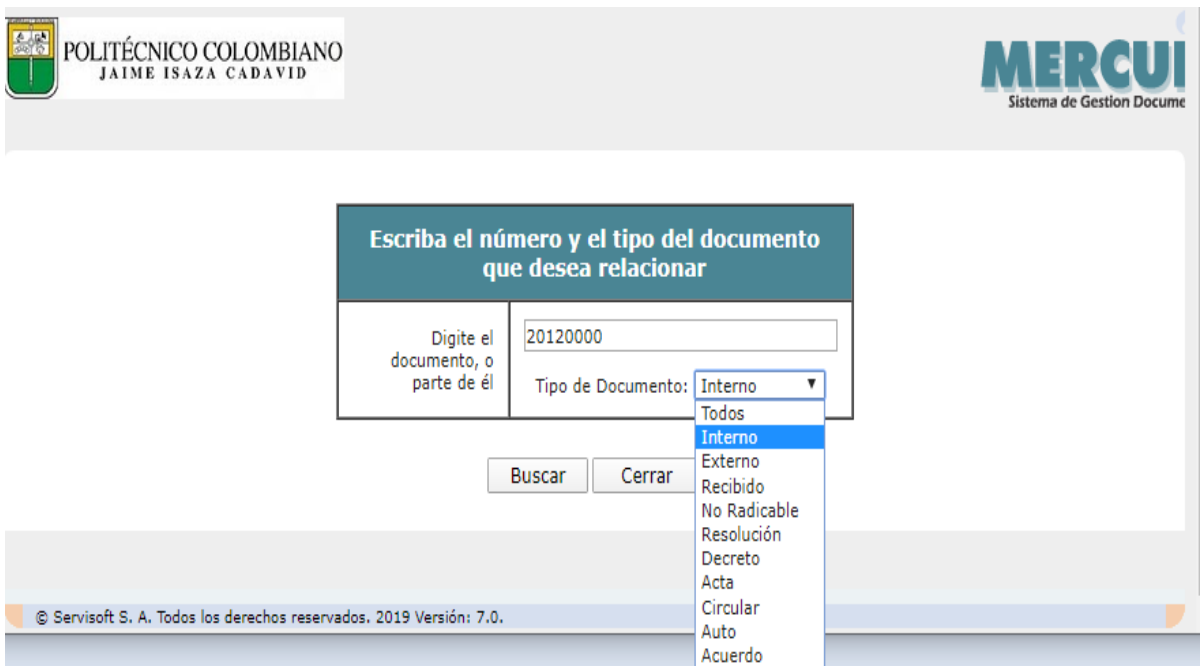 POLITÉCNICO COLOMBIANO
JAIME ISAZA CADAVID
MERCUI
Sistema de Gestion Docume
Escriba el número y el tipo del documento
que desea relacionar
Digite el
documento, o
parte de él
20120000
Tipo de Documento: Interno
Todos
Interno
Externo
Recibido
No Radicable
Resolución
Decreto
Acta
Circular
Auto
Acuerdo
Buscar
Cerrar
© Servisoft S. A. Todos los derechos reservados. 2019 Versión: 7.0.